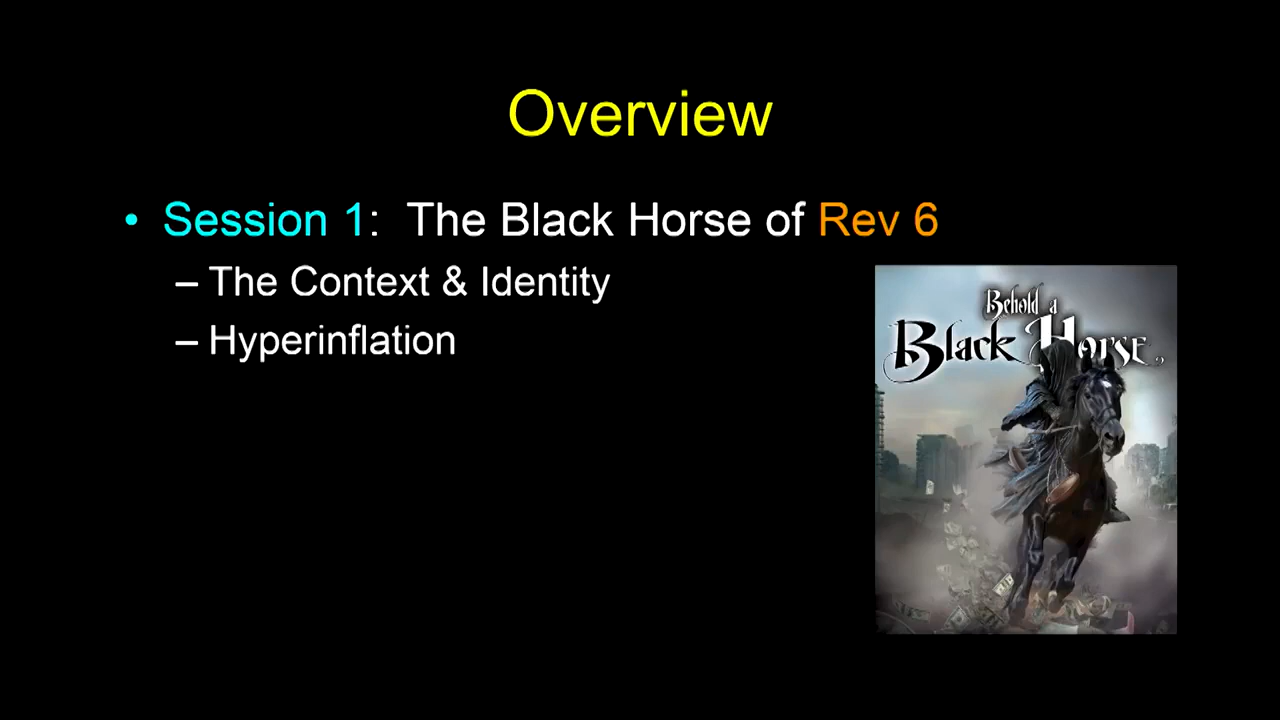 Overview
• Session 1: The Black Horse of Rev 6
– The Context & Identity
– Hyperinflation
Behold a
Black Horse